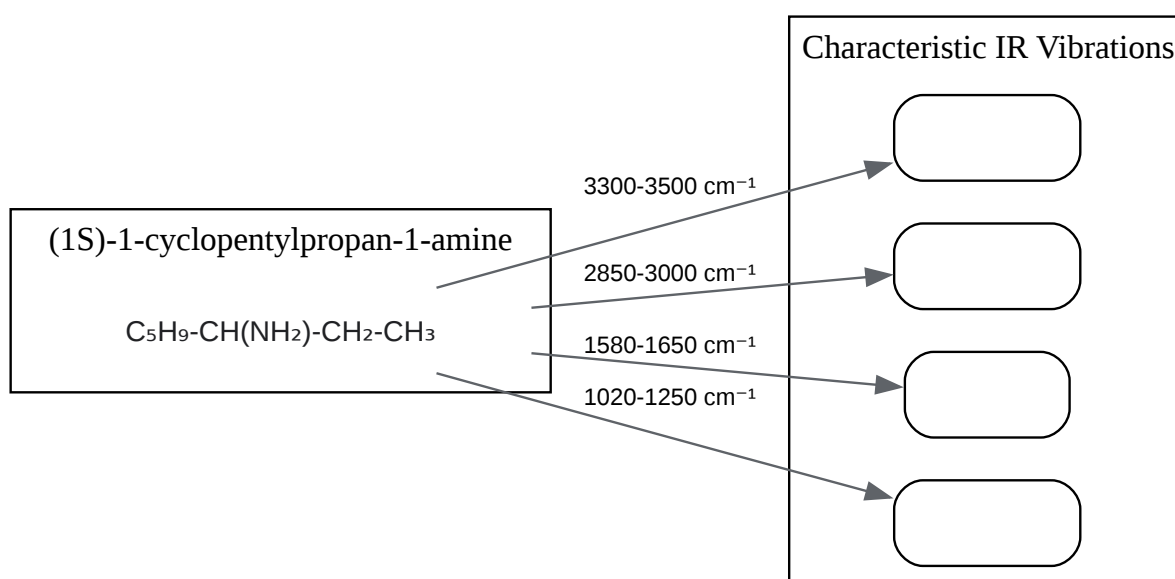 Characteristic IR Vibrations
3300-3500 cm⁻¹
(1S)-1-cyclopentylpropan-1-amine
2850-3000 cm⁻¹
C₅H₉-CH(NH₂)-CH₂-CH₃
1580-1650 cm⁻¹
1020-1250 cm⁻¹